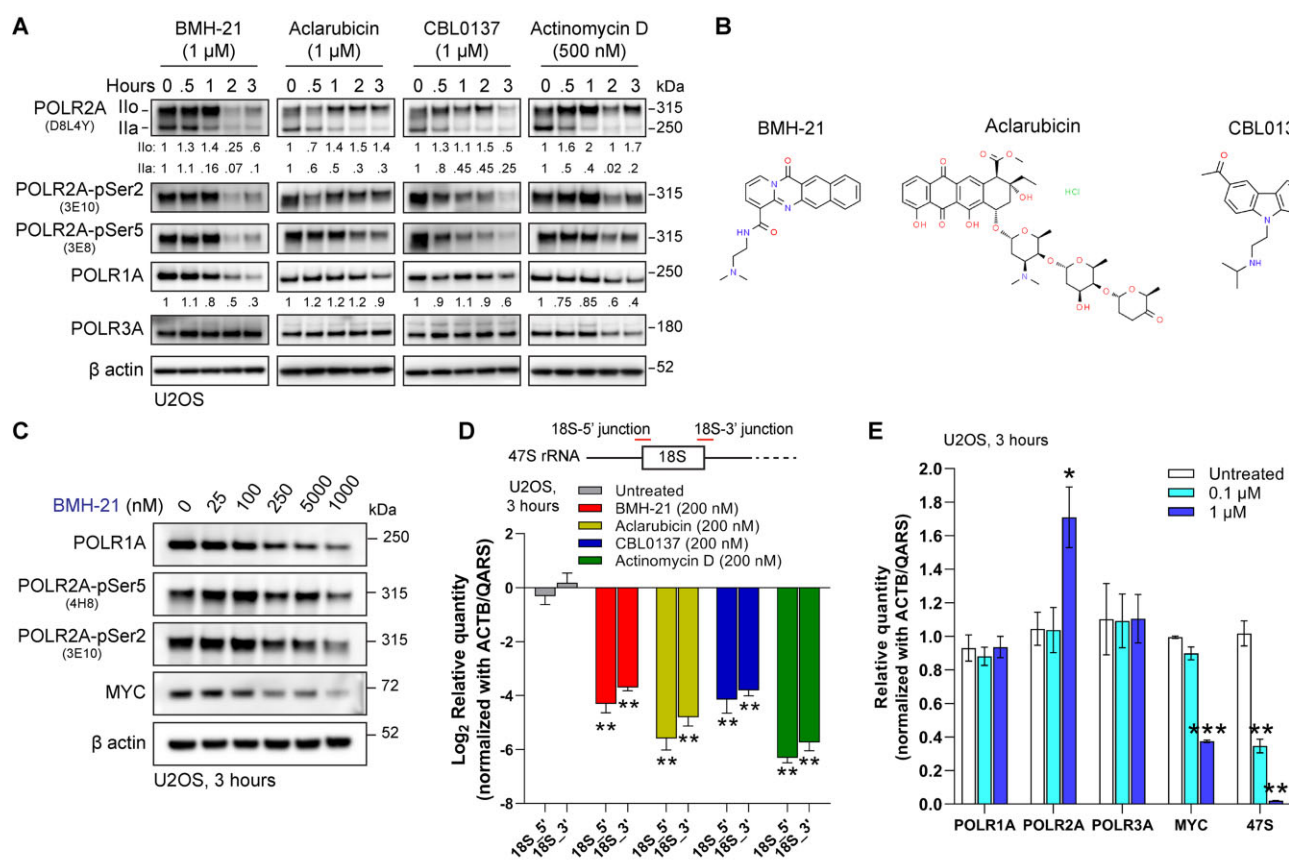 A
BMH-21
(1 µM)
Aclarubicin
(1 µM)
CBL0137
(1 µM)
Actinomycin D
(500 nM)
Hours 0 .5 1 2 3 0 .5 1 2 3 0 .5 1 2 3 0 .5 1 2 3 kDa
POLR2A IIo 315
(D8L4Y) IIa 250
IIo: 1 1.3 1.4 .25 .6 1 .7 1.4 1.5 1.4 1 1.3 1.1 1.5 .5 1 1.6 2 1 1.7
IIa: 1 1.1 .16 .07 .1 1 .6 .5 .3 .3 1 .8 .45 .45 .25 1 .5 .4 .02 .2
POLR2A-pSer2 315
(3E10)
POLR2A-pSer5 315
(3E8)
POLR1A 250
1 1.1 .8 .5 .3 1 1.2 1.2 1.2 .9 1 .9 1.1 .9 .6 1 .75 .85 .6 .4
POLR3A 180
β actin 52
U2OS
B
BMH-21
Aclarubicin
CBL013
O
N
N
NH
O
N
O
O
O
O
OH
HCl
O
OH
O
OH
O
O
N
O
O
OH
O
O
O
O
N
NH
C
BMH-21 (nM) 0 25 100 250 5000 1000
kDa
POLR1A 250
POLR2A-pSer5 315
(4H8)
POLR2A-pSer2 315
(3E10)
MYC 72
β actin 52
U2OS, 3 hours
D
18S-5' junction 18S-3' junction
47S rRNA 18S
U2OS,
3 hours
Untreated
BMH-21 (200 nM)
Aclarubicin (200 nM)
CBL0137 (200 nM)
Actinomycin D (200 nM)
Log2 Relative quantity
(normalized with ACTB/QARS)
2
0
-2
-4
-6
-8
** ** ** ** ** ** ** **
18S_5' 18S_3' 18S_5' 18S_3' 18S_5' 18S_3' 18S_5' 18S_3' 18S_5' 18S_3'
E
U2OS, 3 hours
Untreated
0.1 µM
1 µM
Relative quantity
(normalized with ACTB/QARS)
2.0
1.8
1.6
1.4
1.2
1.0
0.8
0.6
0.4
0.2
0.0
*
***
**
**
POLR1A POLR2A POLR3A MYC 47S